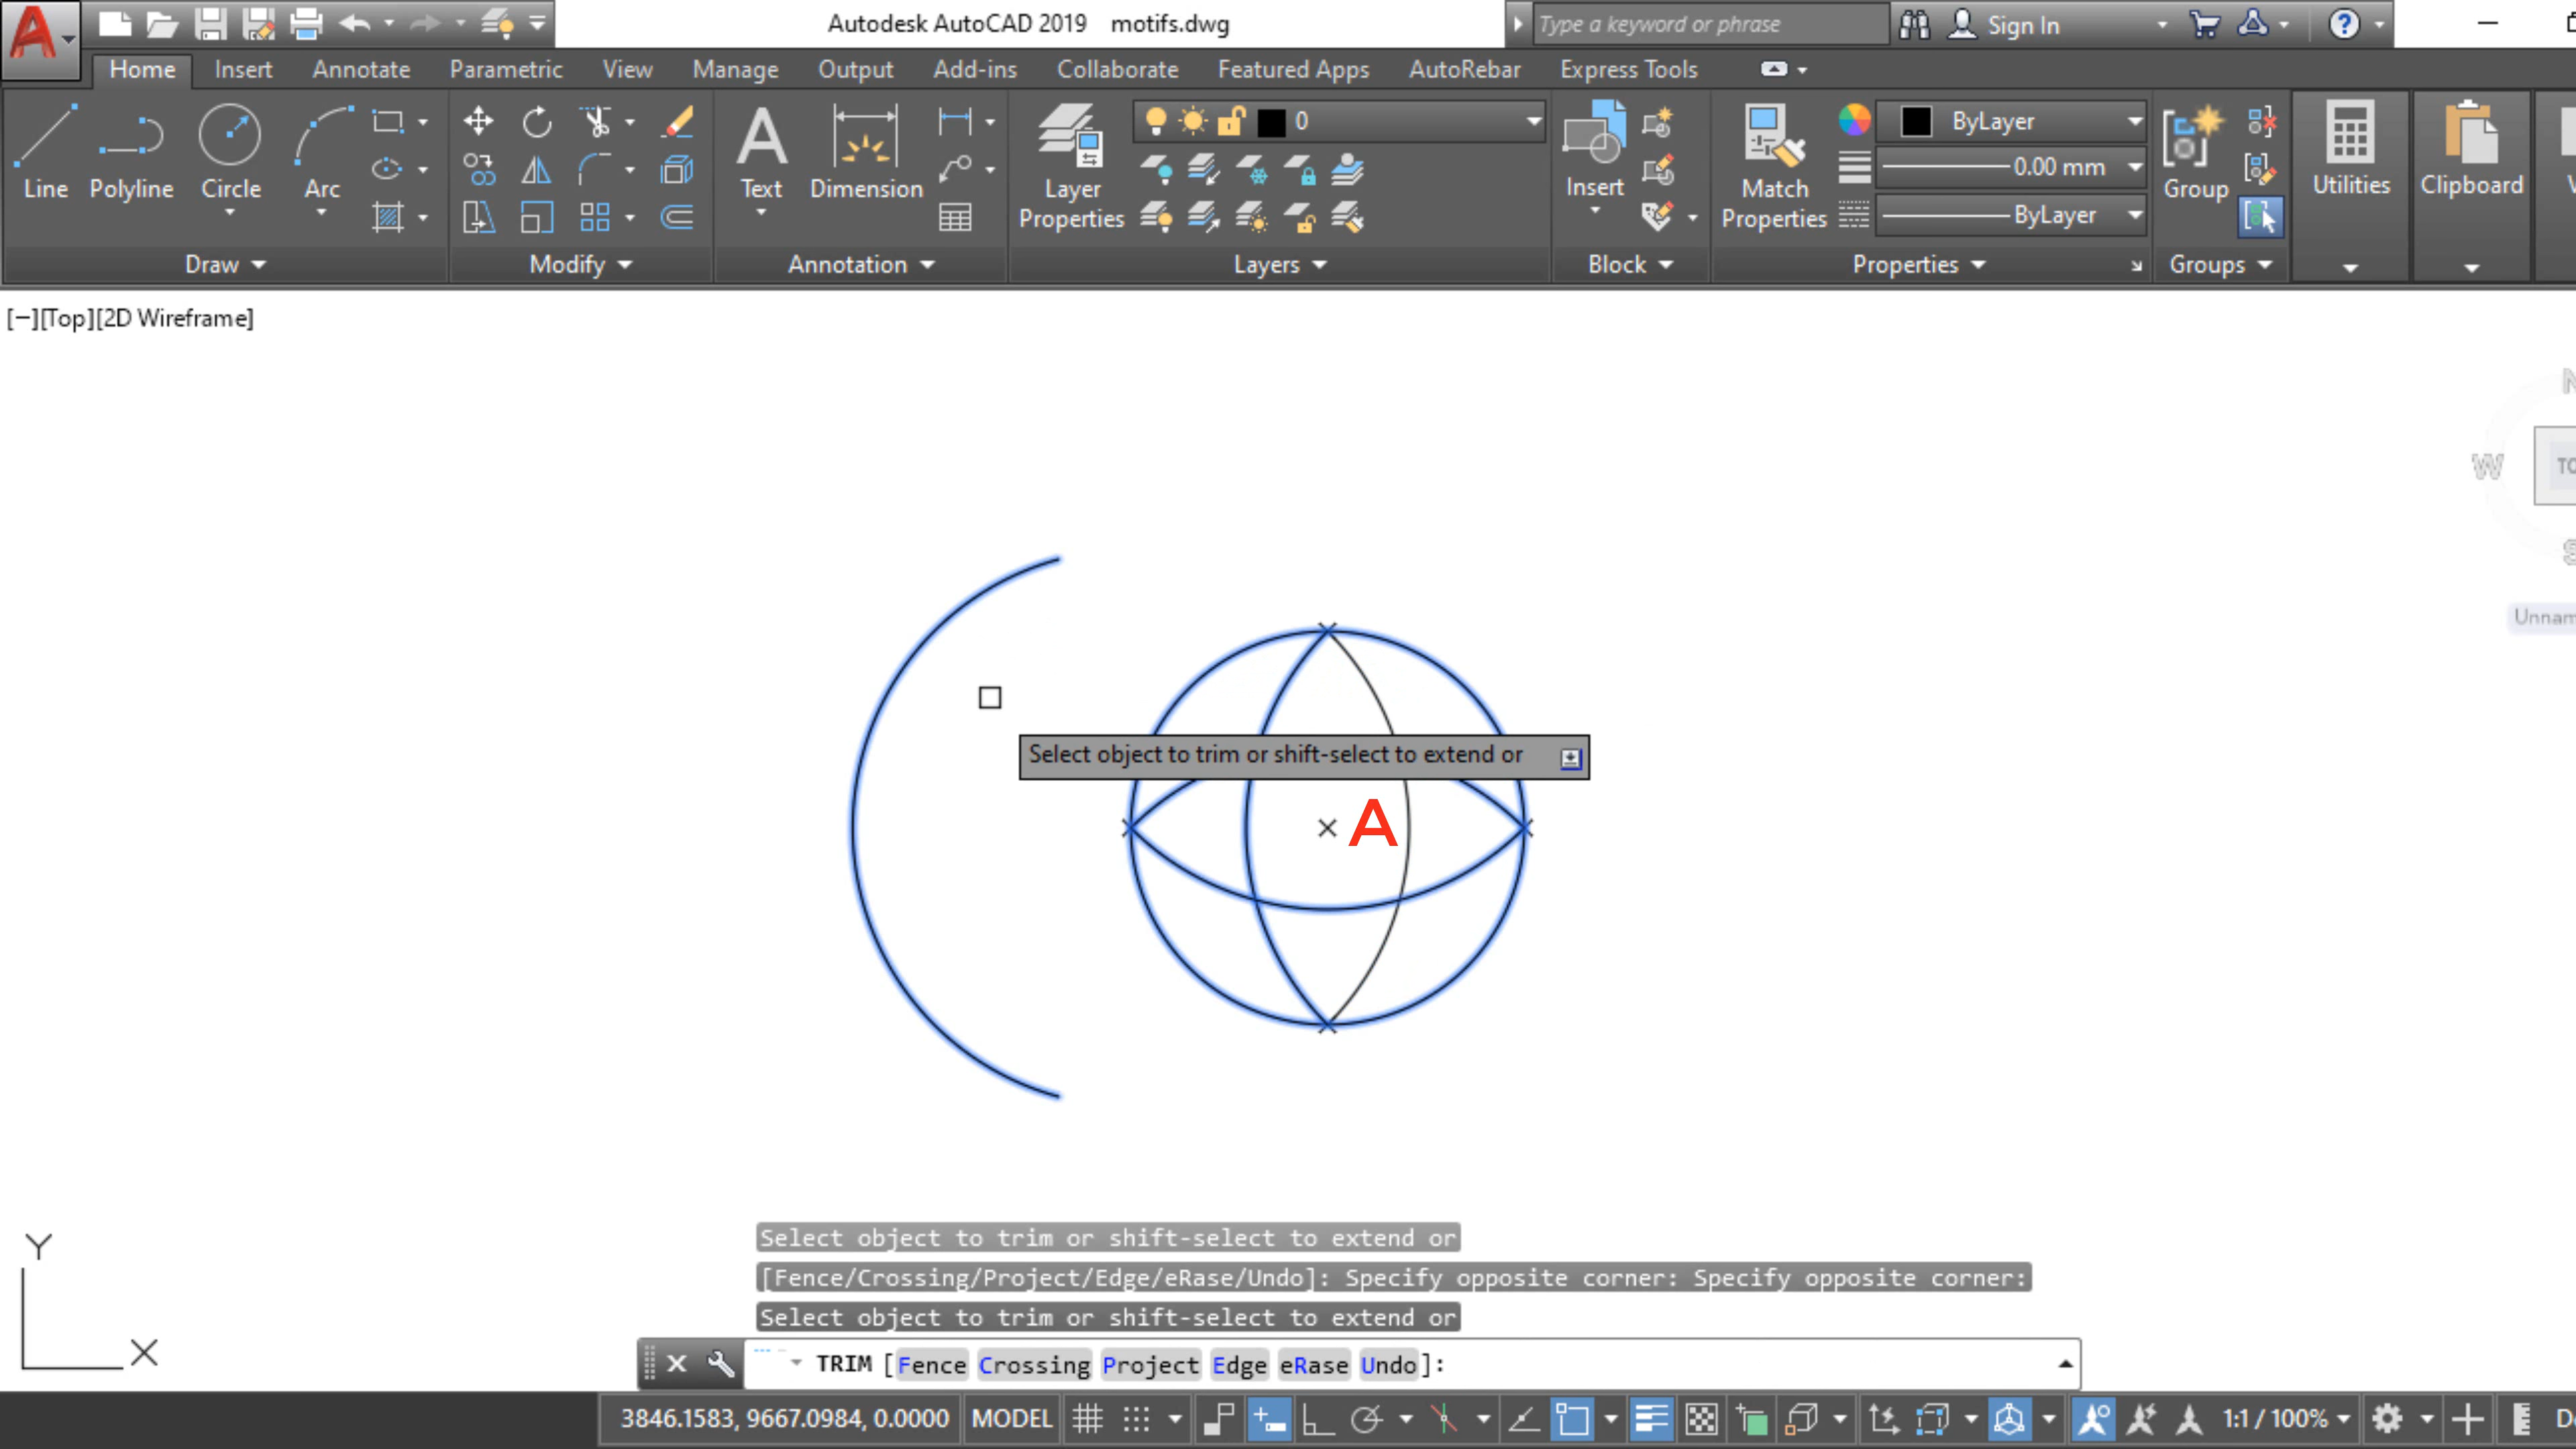 Autodesk AutoCAD 2019 motifs.dwg
Type a keyword or phrase
Sign In
Home Insert Annotate Parametric View Manage Output Add-ins Collaborate Featured Apps AutoRebar Express Tools
Line Polyline Circle Arc
Draw
Modify
Text Dimension
Annotation
Layer Properties
0
Layers
Insert
Block
Match Properties
ByLayer
0.00 mm
ByLayer
Properties
Group
Groups
Utilities
Clipboard
[−][Top][2D Wireframe]
N
W
S
Select object to trim or shift-select to extend or
A
Y
X
Select object to trim or shift-select to extend or
[Fence/Crossing/Project/Edge/eRase/Undo]: Specify opposite corner: Specify opposite corner:
Select object to trim or shift-select to extend or
TRIM [Fence Crossing Project Edge eRase Undo]:
3846.1583, 9667.0984, 0.0000 MODEL 1:1 / 100%